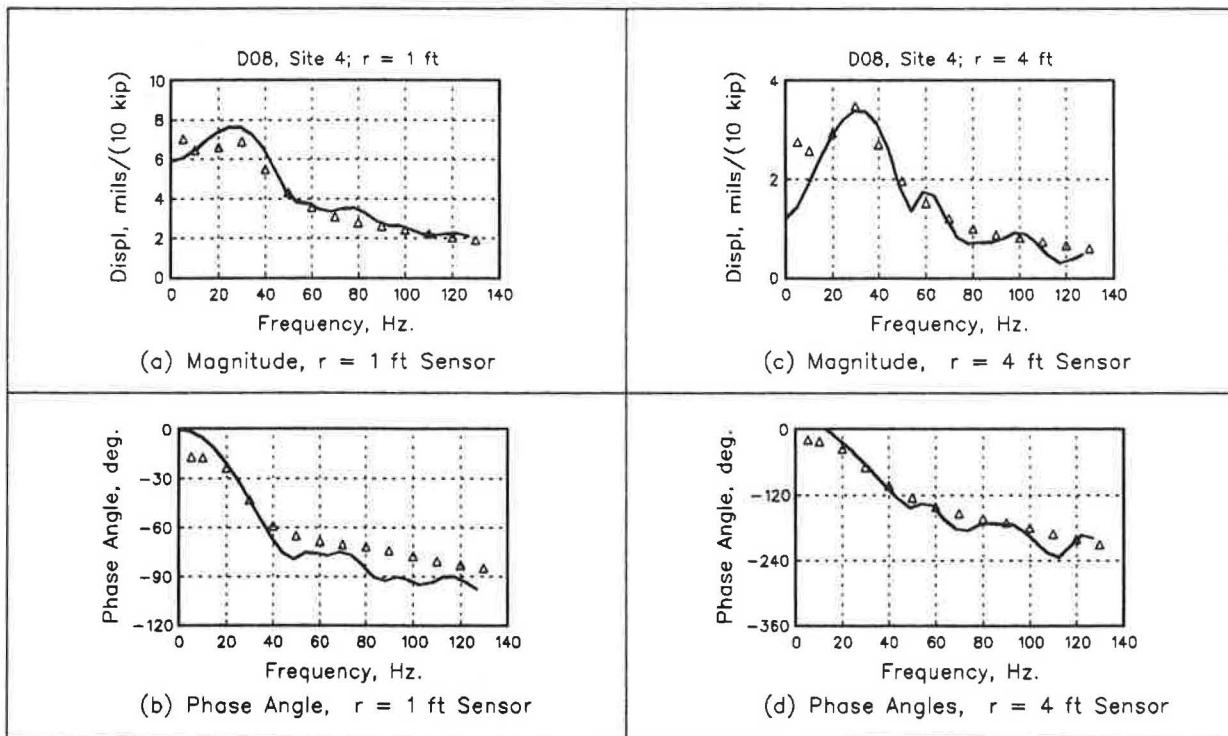 D08, Site 4; r = 1 ft
Displ, mils/(10 kip)
10
8
6
4
2
0
0 20 40 60 80 100 120 140
Frequency, Hz.
(a) Magnitude, r = 1 ft Sensor
D08, Site 4; r = 4 ft
Displ, mils/(10 kip)
4
2
0
0 20 40 60 80 100 120 140
Frequency, Hz.
(c) Magnitude, r = 4 ft Sensor
Phase Angle, deg.
0
-30
-60
-90
-120
0 20 40 60 80 100 120 140
Frequency, Hz.
(b) Phase Angle, r = 1 ft Sensor
Phase Angle, deg.
0
-120
-240
-360
0 20 40 60 80 100 120 140
Frequency, Hz.
(d) Phase Angles, r = 4 ft Sensor